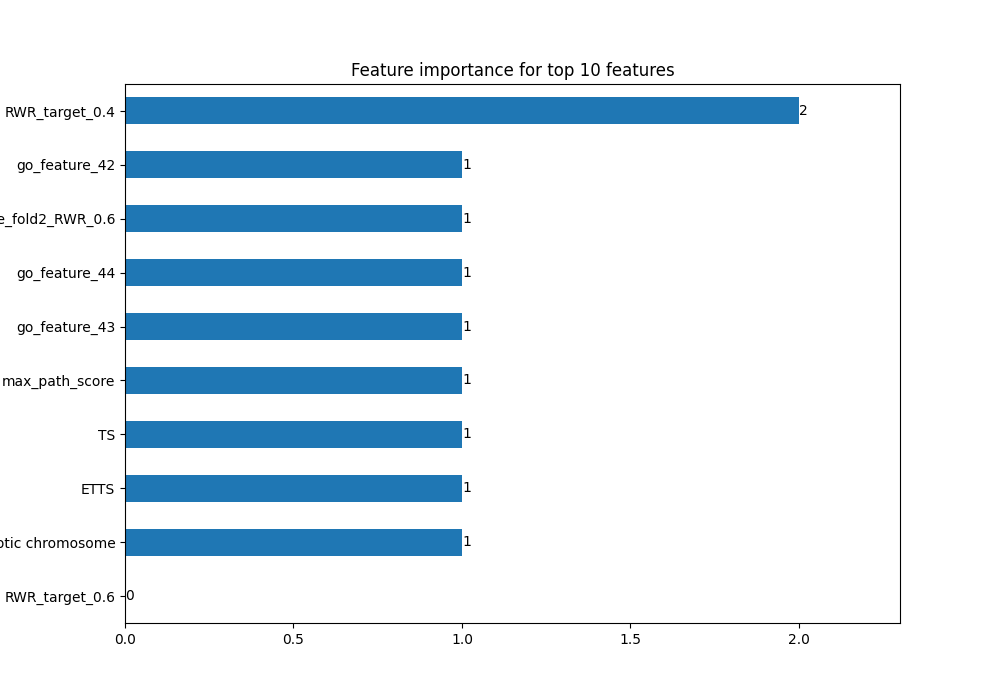 Feature importance for top 10 features
RWR_target_0.4 2
go_feature_42 1
e_fold2_RWR_0.6 1
go_feature_44 1
go_feature_43 1
max_path_score 1
TS 1
ETTS 1
otic chromosome 1
RWR_target_0.6 0
0.0 0.5 1.0 1.5 2.0